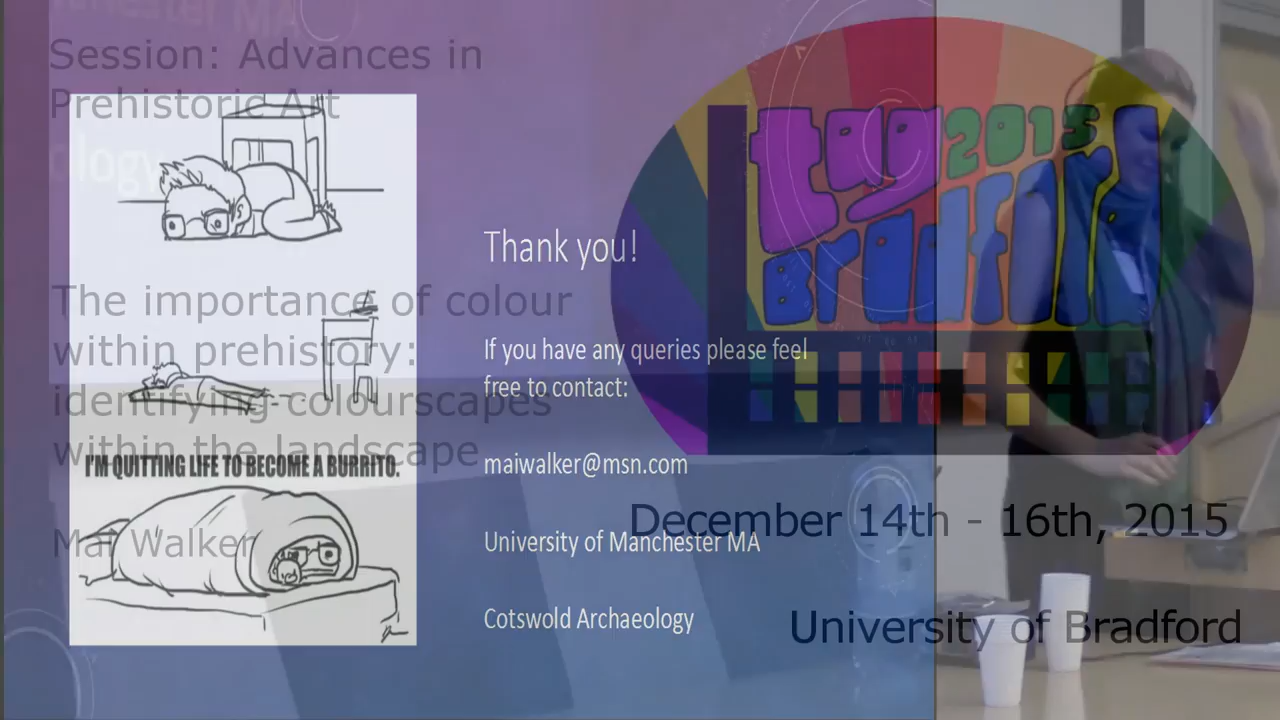 Session: Advances in
Prehistoric Art
The importance of colour
within prehistory:
identifying colourscapes
within the landscape
Mai Walker
I'M QUITTING LIFE TO BECOME A BURRITO.
Thank you!
If you have any queries please feel
free to contact:
maiwalker@msn.com
University of Manchester MA
Cotswold Archaeology
tag 2015
Bradford
December 14th - 16th, 2015
University of Bradford